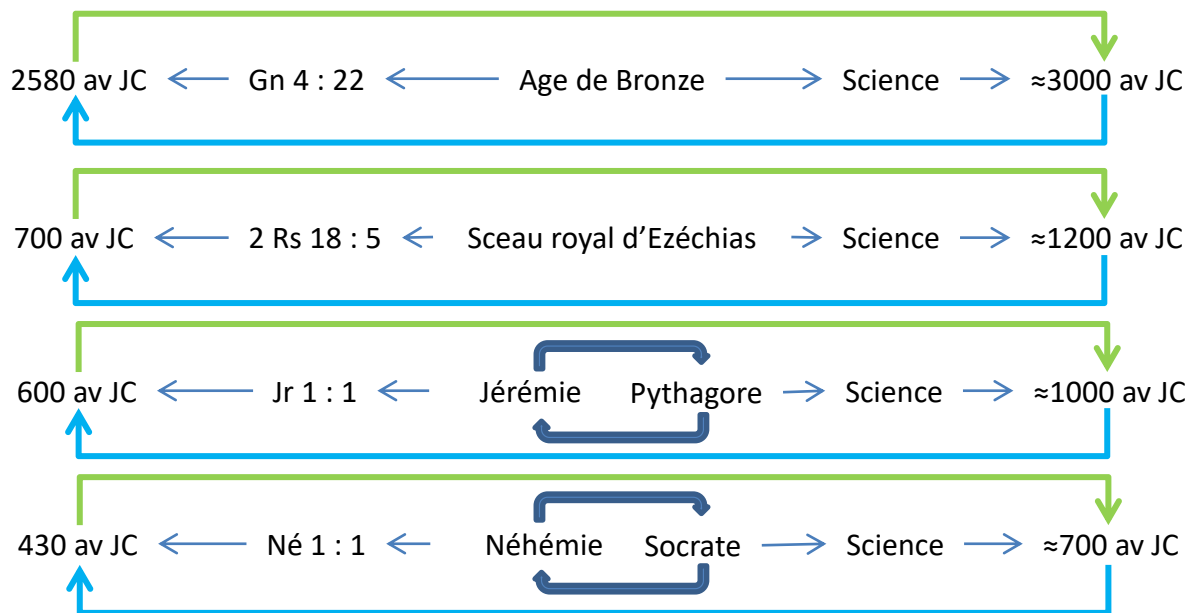 2580 av JC Gn 4 : 22 Age de Bronze Science ≈3000 av JC
700 av JC 2 Rs 18 : 5 Sceau royal d’Ezéchias Science ≈1200 av JC
600 av JC Jr 1 : 1 Jérémie Pythagore Science ≈1000 av JC
430 av JC Né 1 : 1 Néhémie Socrate Science ≈700 av JC